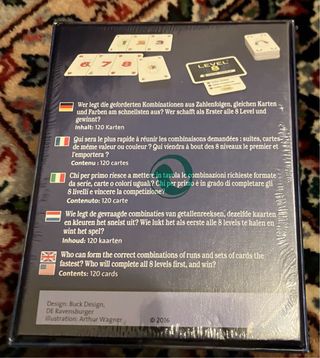 1 2 3
6 7 8
LEVEL
8
Wer legt die geforderten Kombinationen aus Zahlenfolgen, gleichen Karten
und Farben am schnellsten aus? Wer schafft als Erster alle 8 Level und
gewinnt?
Inhalt: 120 Karten
Qui sera le plus rapide à réunir les combinaisons demandées : suites, cartes
de même valeur ou couleur ? Qui viendra à bout des 8 niveaux le premier et
l'emportera ?
Contenu : 120 cartes
Chi per primo riesce a mettere in tavola le combinazioni richieste formate
da serie, carte o colori uguali? Chi per primo è in grado di completare gli
8 livelli e vincere la competizione?
Contenuto: 120 carte
Wie legt de gevraagde combinaties van getallenreeksen, dezelfde kaarten
en kleuren het snelst uit? Wie lukt het als eerste alle 8 levels te halen en
wint het spel?
Inhoud: 120 kaarten
Who can form the correct combinations of runs and sets of cards the
fastest? Who will complete all 8 levels first, and win?
Contents: 120 cards
Design: Buck Design,
DE Ravensburger
Illustration: Arthur Wagner
© 2016